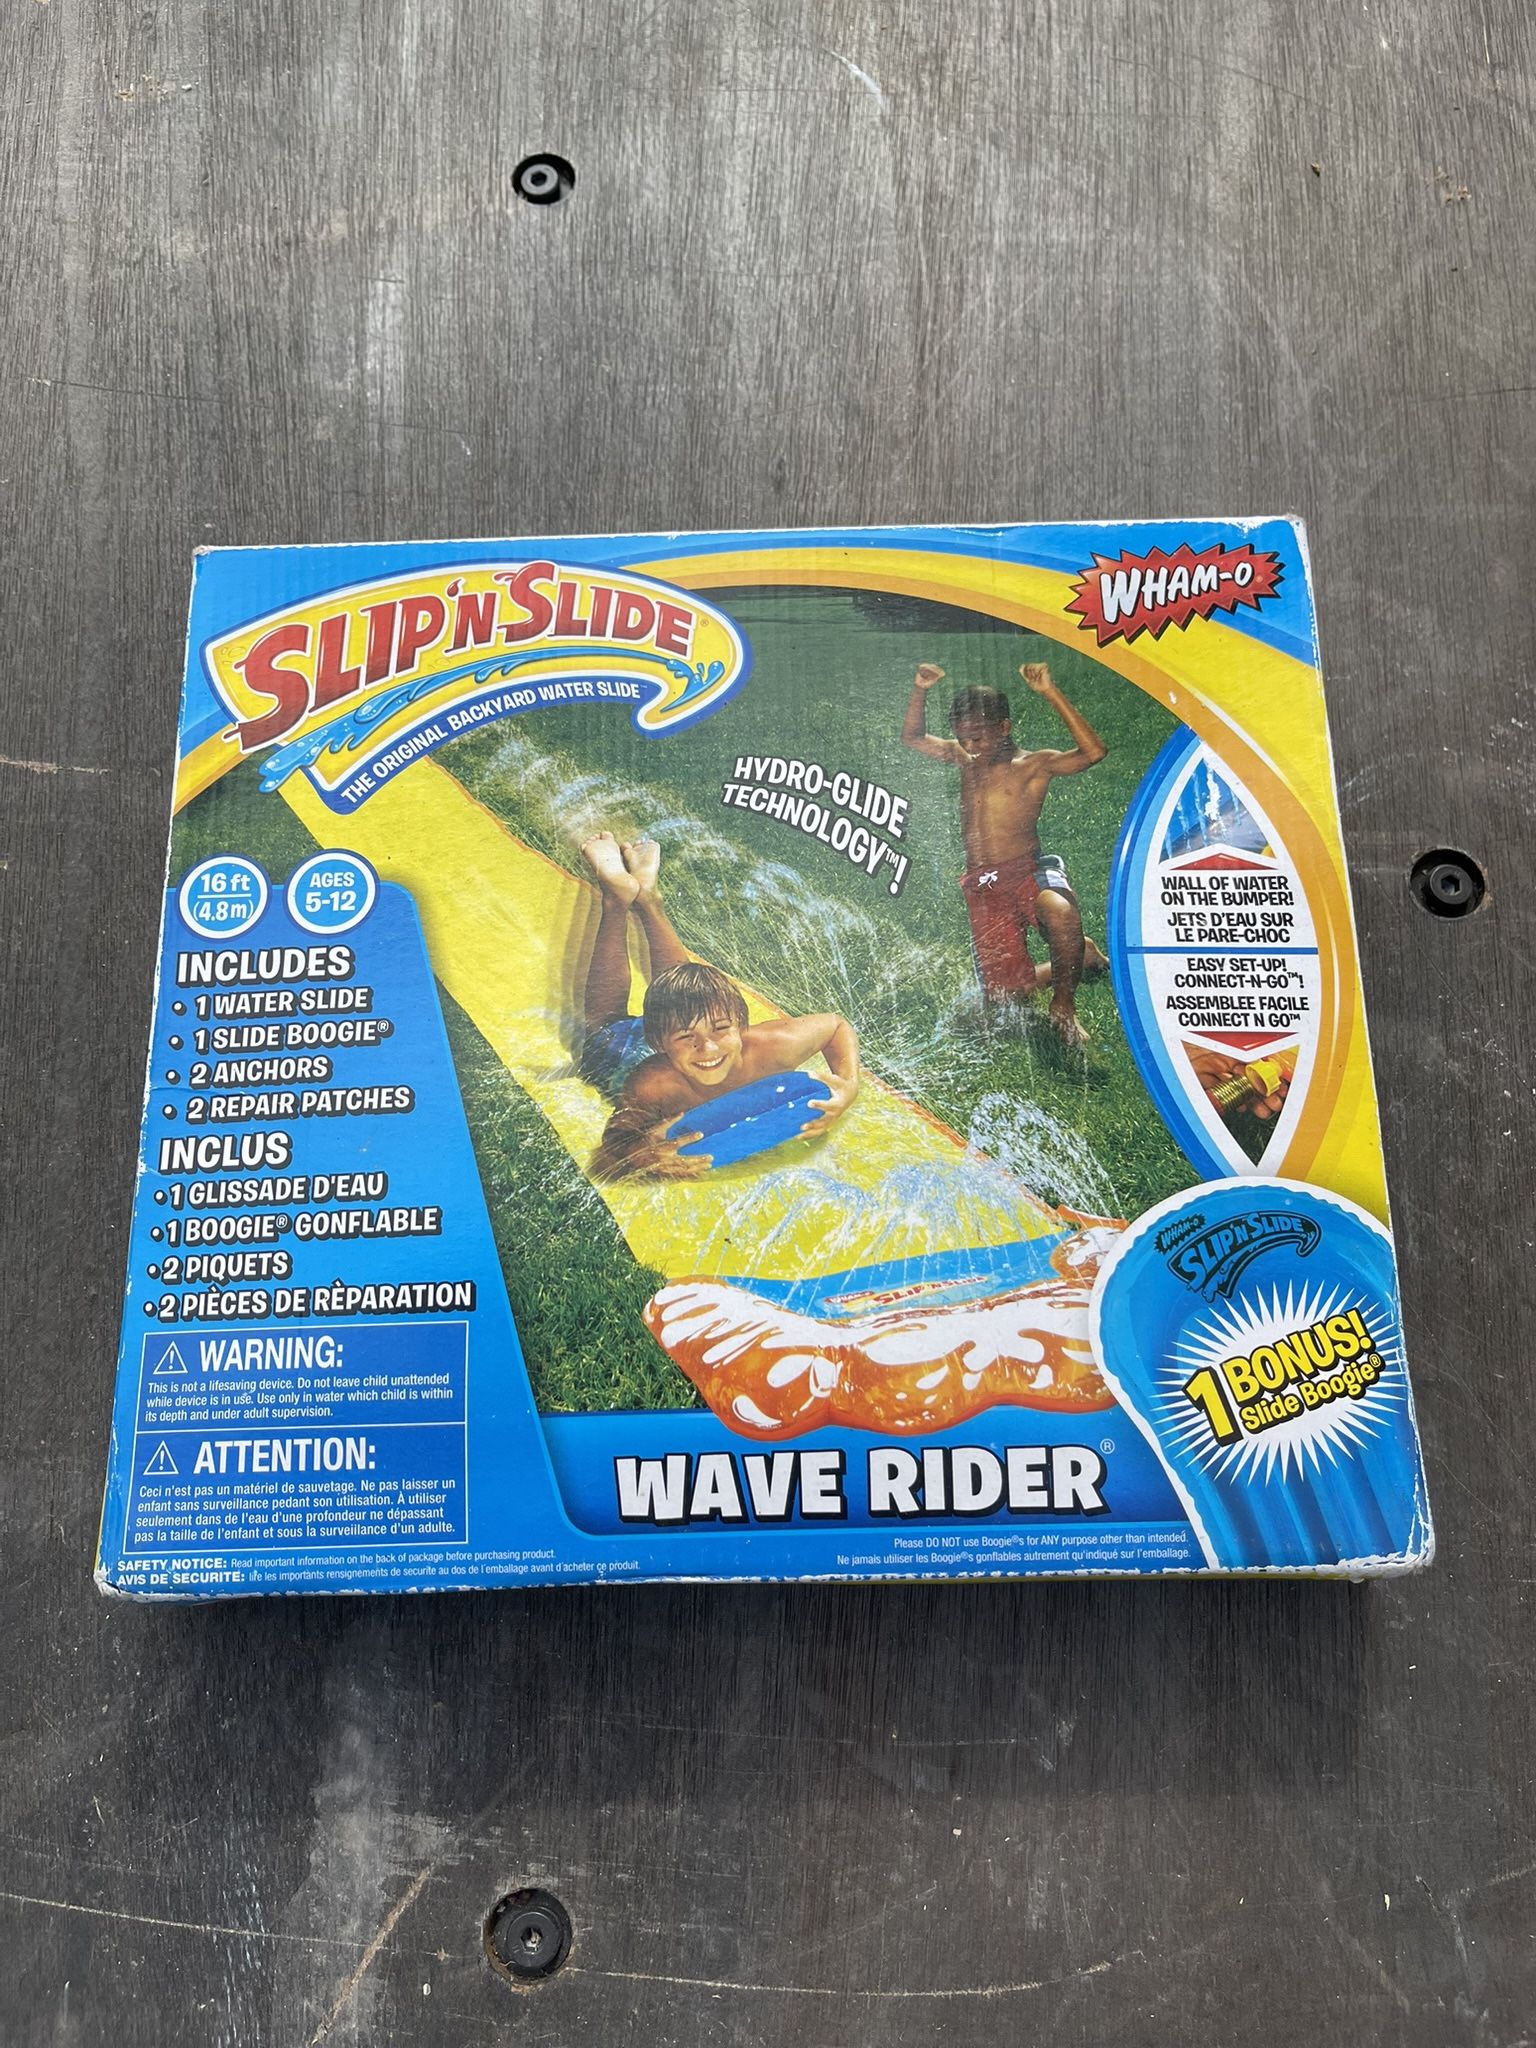 SLIP'N SLIDE®
THE ORIGINAL BACKYARD WATER SLIDE™
WHAM-O
HYDRO-GLIDE
TECHNOLOGY™!
16 ft
(4.8m)
AGES
5-12
INCLUDES
• 1 WATER SLIDE
• 1 SLIDE BOOGIE®
• 2 ANCHORS
• 2 REPAIR PATCHES
INCLUS
• 1 GLISSADE D'EAU
• 1 BOOGIE® GONFLABLE
• 2 PIQUETS
• 2 PIÈCES DE RÈPARATION
⚠ WARNING:
This is not a lifesaving device. Do not leave child unattended
while device is in use. Use only in water which child is within
its depth and under adult supervision.
⚠ ATTENTION:
Ceci n'est pas un matériel de sauvetage. Ne pas laisser un
enfant sans surveillance pedant son utilisation. À utiliser
seulement dans de l'eau d'une profondeur ne dépassant
pas la taille de l'enfant et sous la surveillance d'un adulte.
SAFETY NOTICE: Read important information on the back of package before purchasing product.
AVIS DE SECURITE: lire les importants rensignements de securite au dos de l'emballage avant d'acheter ce produit.
WALL OF WATER
ON THE BUMPER!
JETS D'EAU SUR
LE PARE-CHOC
EASY SET-UP!
CONNECT-N-GO™!
ASSEMBLEE FACILE
CONNECT N GO™
SLIP'N SLIDE
WHAM-O
SLIP'N SLIDE
1 BONUS!
Slide Boogie®
WAVE RIDER®
Please DO NOT use Boogie®s for ANY purpose other than intended.
Ne jamais utiliser les Boogie®s gonflables autrement qu'indiqué sur l'emballage.